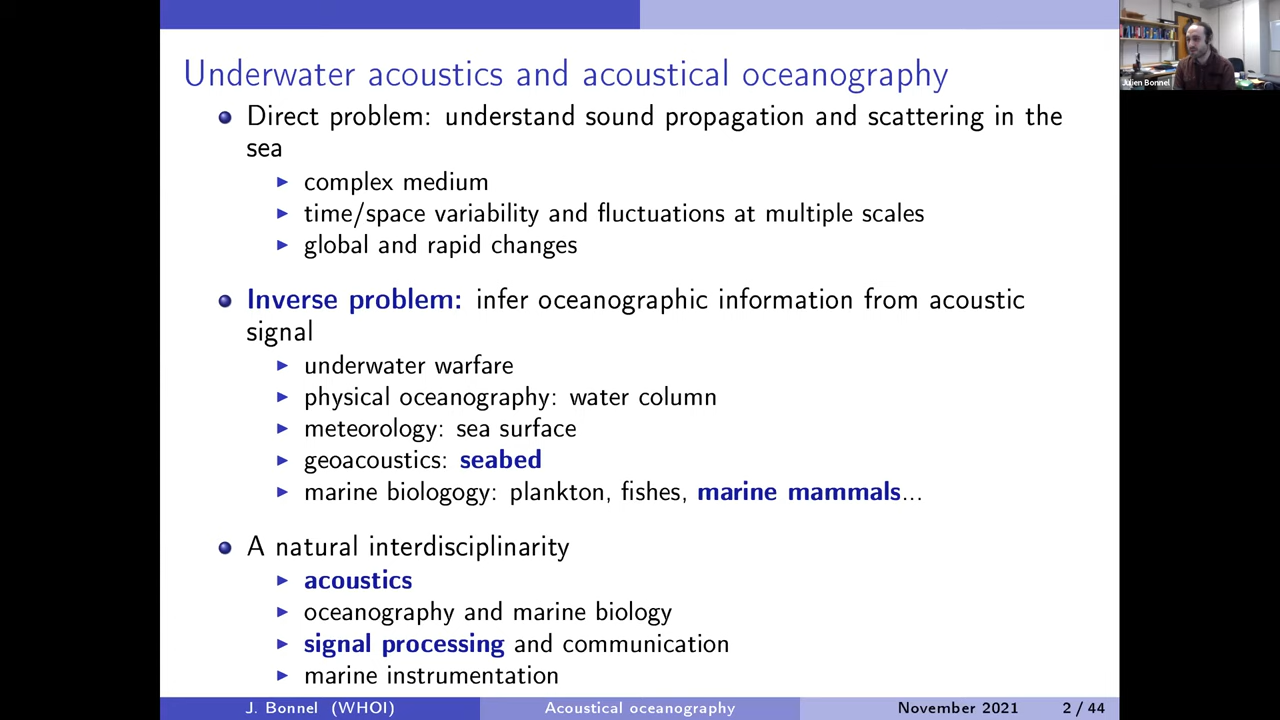 Underwater acoustics and acoustical oceanography
Direct problem: understand sound propagation and scattering in the
sea
complex medium
time/space variability and fluctuations at multiple scales
global and rapid changes
Inverse problem: infer oceanographic information from acoustic
signal
underwater warfare
physical oceanography: water column
meteorology: sea surface
geoacoustics: seabed
marine biologogy: plankton, fishes, marine mammals...
A natural interdisciplinarity
acoustics
oceanography and marine biology
signal processing and communication
marine instrumentation
J. Bonnel (WHOI) Acoustical oceanography November 2021 2 / 44
Julien Bonnel